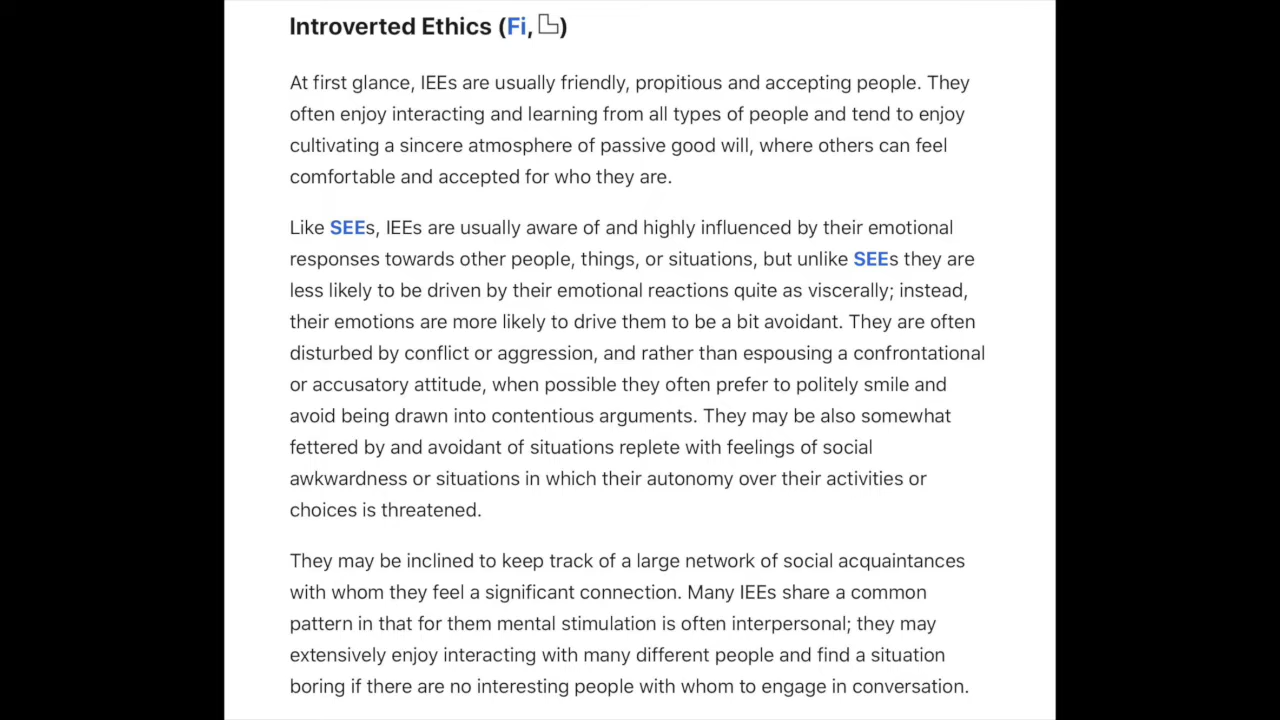 Introverted Ethics (Fi, )
At first glance, IEEs are usually friendly, propitious and accepting people. They
often enjoy interacting and learning from all types of people and tend to enjoy
cultivating a sincere atmosphere of passive good will, where others can feel
comfortable and accepted for who they are.
Like SEEs, IEEs are usually aware of and highly influenced by their emotional
responses towards other people, things, or situations, but unlike SEEs they are
less likely to be driven by their emotional reactions quite as viscerally; instead,
their emotions are more likely to drive them to be a bit avoidant. They are often
disturbed by conflict or aggression, and rather than espousing a confrontational
or accusatory attitude, when possible they often prefer to politely smile and
avoid being drawn into contentious arguments. They may be also somewhat
fettered by and avoidant of situations replete with feelings of social
awkwardness or situations in which their autonomy over their activities or
choices is threatened.
They may be inclined to keep track of a large network of social acquaintances
with whom they feel a significant connection. Many IEEs share a common
pattern in that for them mental stimulation is often interpersonal; they may
extensively enjoy interacting with many different people and find a situation
boring if there are no interesting people with whom to engage in conversation.